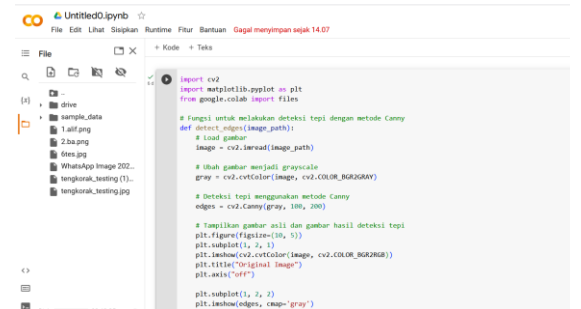 CO Untitled0.ipynb
File Edit Lihat Sisipkan Runtime Fitur Bantuan Gagal menyimpan sejak 14.07
File
+ Kode + Teks
..
drive
sample_data
1.alif.png
2.ba.png
6tes.jpg
WhatsApp Image 202...
tengkorak_testing (1)...
tengkorak_testing.jpg
{x}
import cv2
import matplotlib.pyplot as plt
from google.colab import files
# Fungsi untuk melakukan deteksi tepi dengan metode Canny
def detect_edges(image_path):
# Load gambar
image = cv2.imread(image_path)
# Ubah gambar menjadi grayscale
gray = cv2.cvtColor(image, cv2.COLOR_BGR2GRAY)
# Deteksi tepi menggunakan metode Canny
edges = cv2.Canny(gray, 100, 200)
# Tampilkan gambar asli dan gambar hasil deteksi tepi
plt.figure(figsize=(10, 5))
plt.subplot(1, 2, 1)
plt.imshow(cv2.cvtColor(image, cv2.COLOR_BGR2RGB))
plt.title("Original Image")
plt.axis("off")
plt.subplot(1, 2, 2)
plt.imshow(edges, cmap='gray')